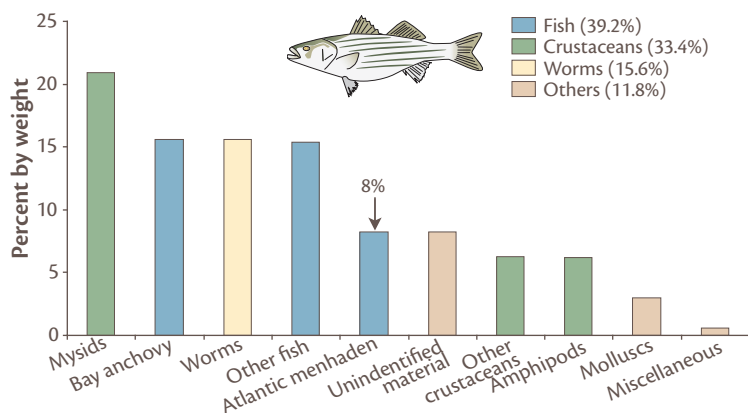 25
20
15
10
5
0
Percent by weight
Fish (39.2%)
Crustaceans (33.4%)
Worms (15.6%)
Others (11.8%)
8%
Mysids
Bay anchovy
Worms
Other fish
Atlantic menhaden
Unidentified
material
Other
crustaceans
Amphipods
Molluscs
Miscellaneous